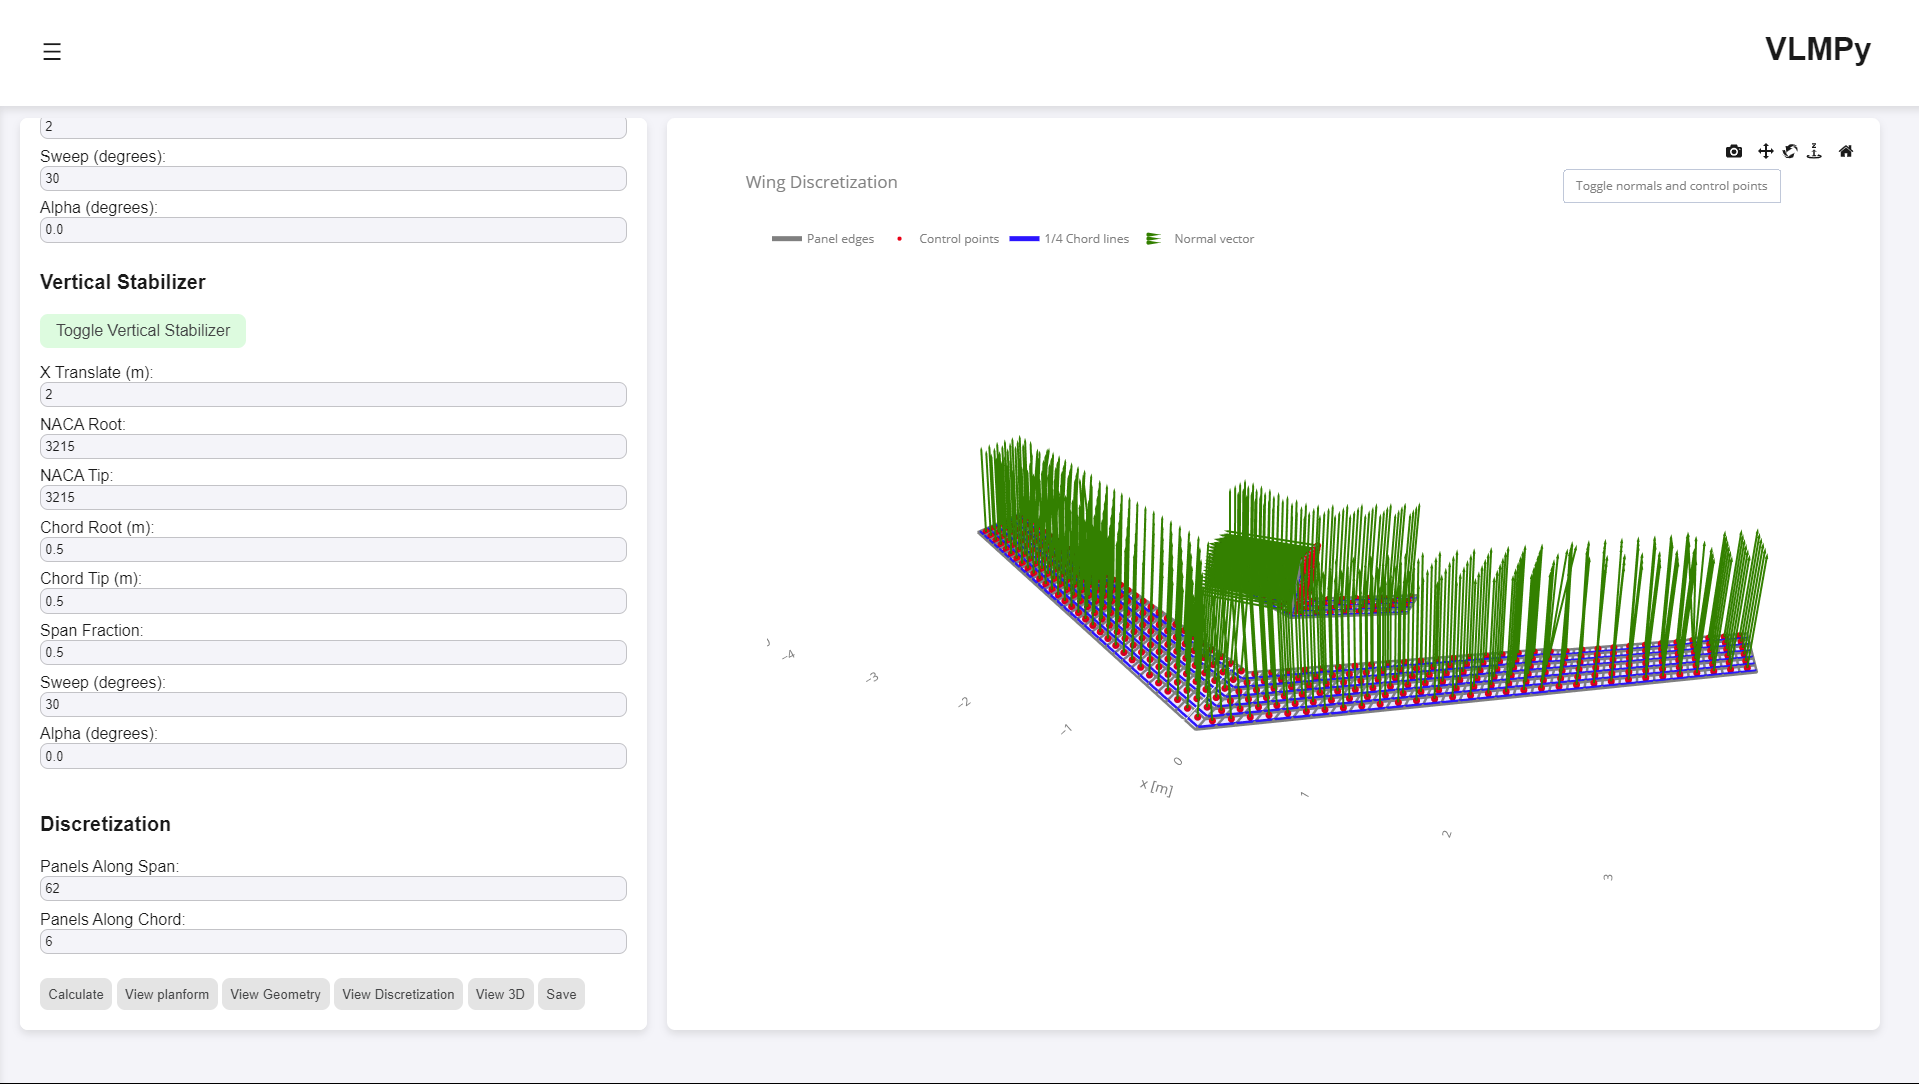 VLMPy
2
Sweep (degrees):
30
Alpha (degrees):
0.0
Vertical Stabilizer
Toggle Vertical Stabilizer
X Translate (m):
2
NACA Root:
3215
NACA Tip:
3215
Chord Root (m):
0.5
Chord Tip (m):
0.5
Span Fraction:
0.5
Sweep (degrees):
30
Alpha (degrees):
0.0
Discretization
Panels Along Span:
62
Panels Along Chord:
6
Calculate View planform View Geometry View Discretization View 3D Save
Wing Discretization
Toggle normals and control points
Panel edges Control points 1/4 Chord lines Normal vector
−4
−3
−2
−1
0
x [m]
1
2
3